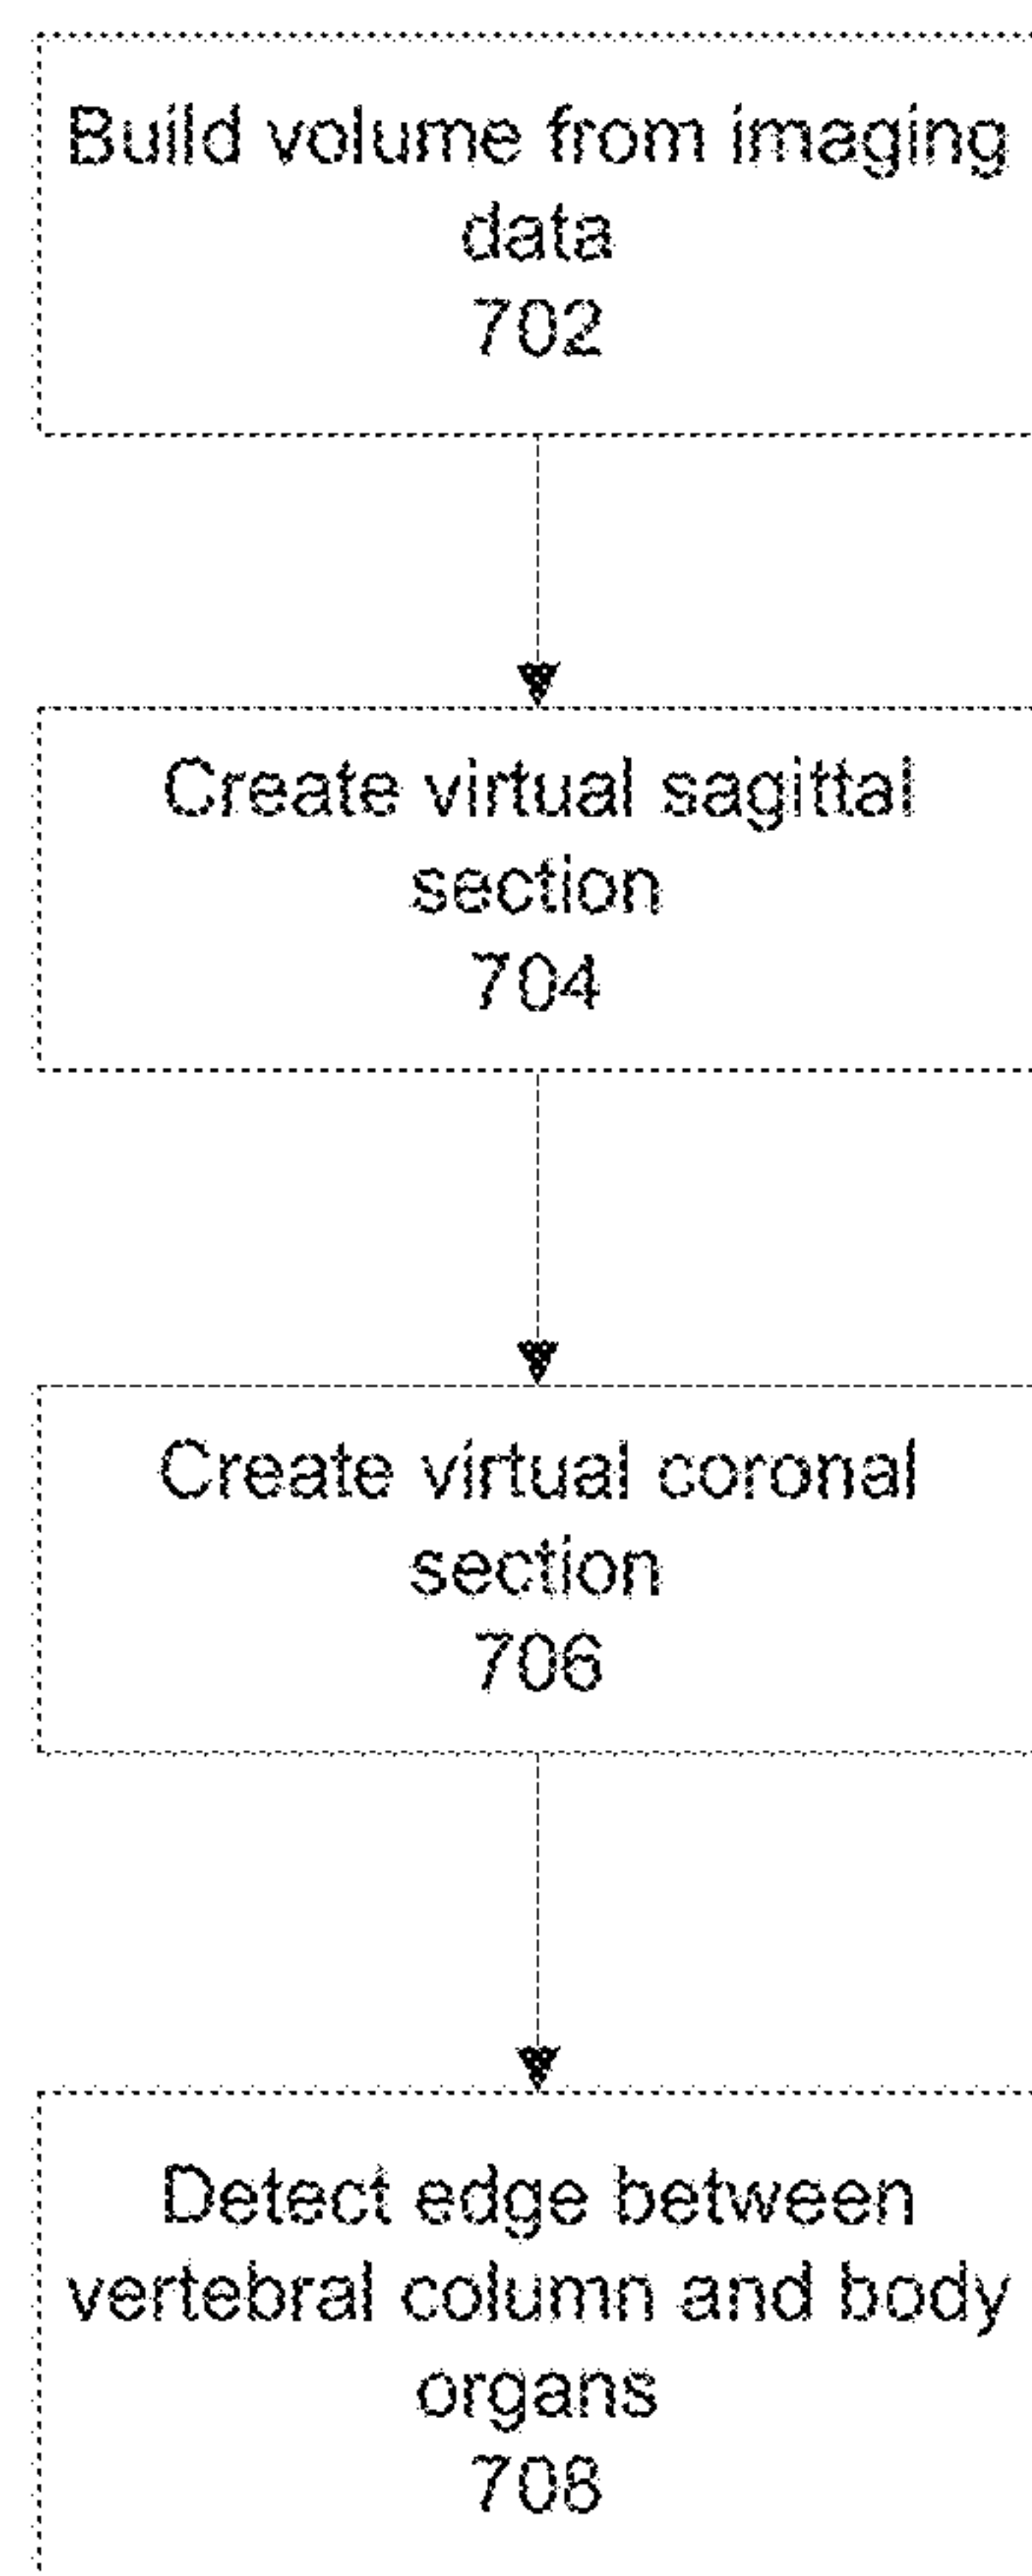 Build volume from imaging
data
702
Create virtual sagittal
section
704
Create virtual coronal
section
706
Detect edge between
vertebral column and body
organs
708